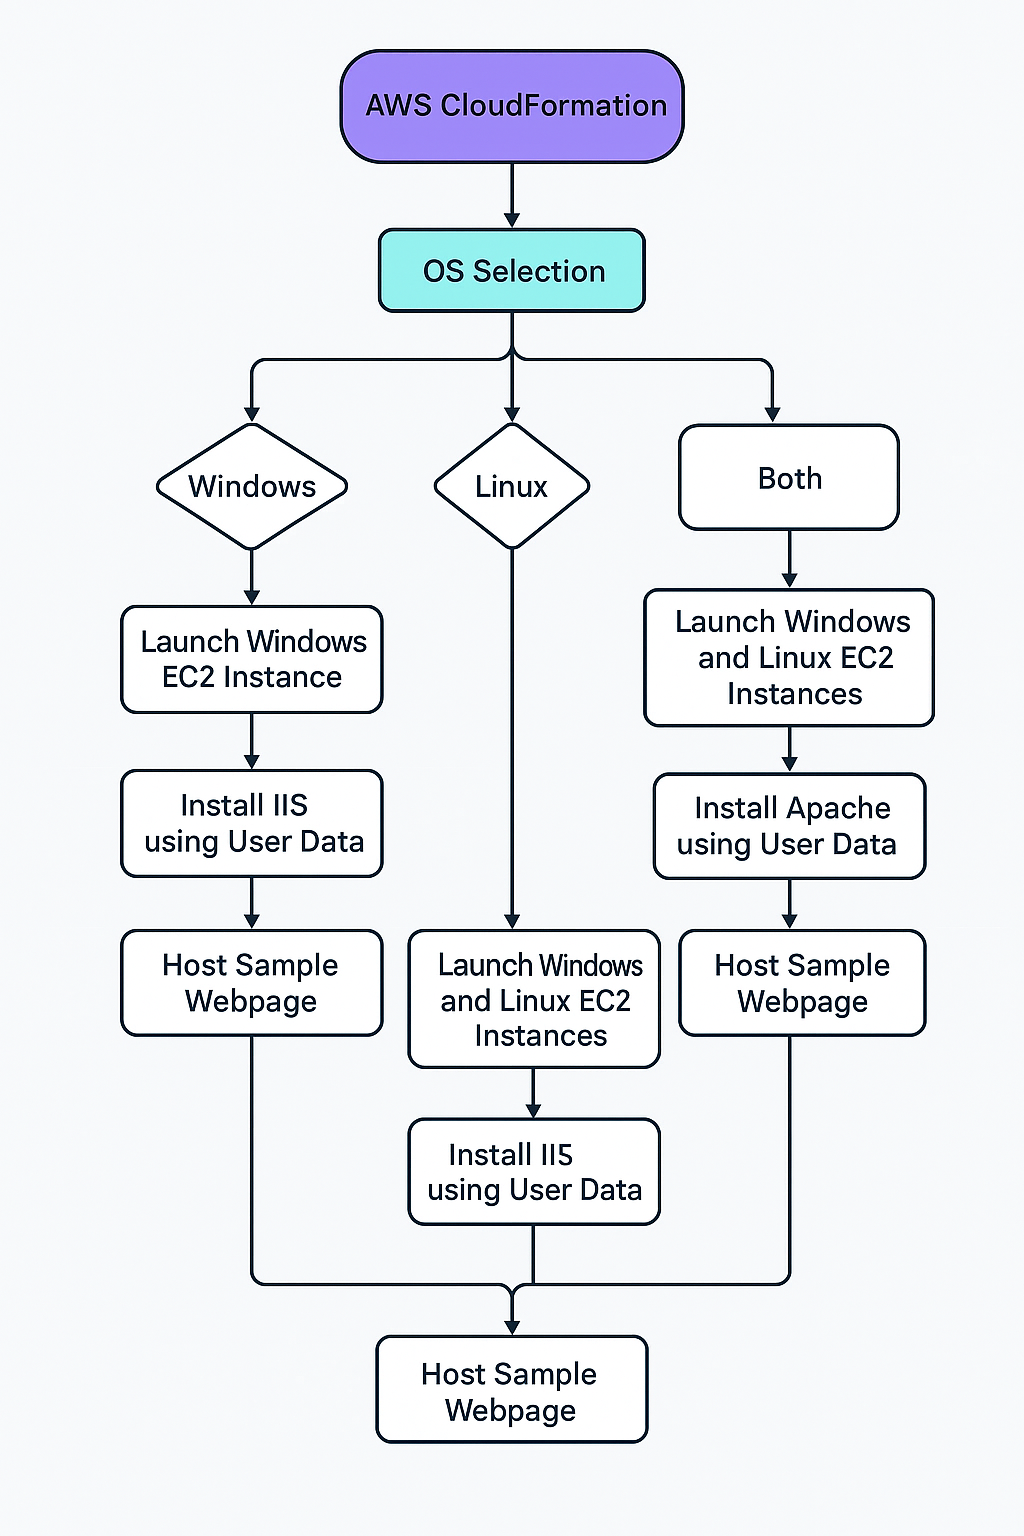 AWS CloudFormation
OS Selection
Windows
Linux
Both
Launch Windows
EC2 Instance
Launch Windows
and Linux EC2
Instances
Install IIS
using User Data
Install Apache
using User Data
Host Sample
Webpage
Launch Windows
and Linux EC2
Instances
Host Sample
Webpage
Install II5
using User Data
Host Sample
Webpage